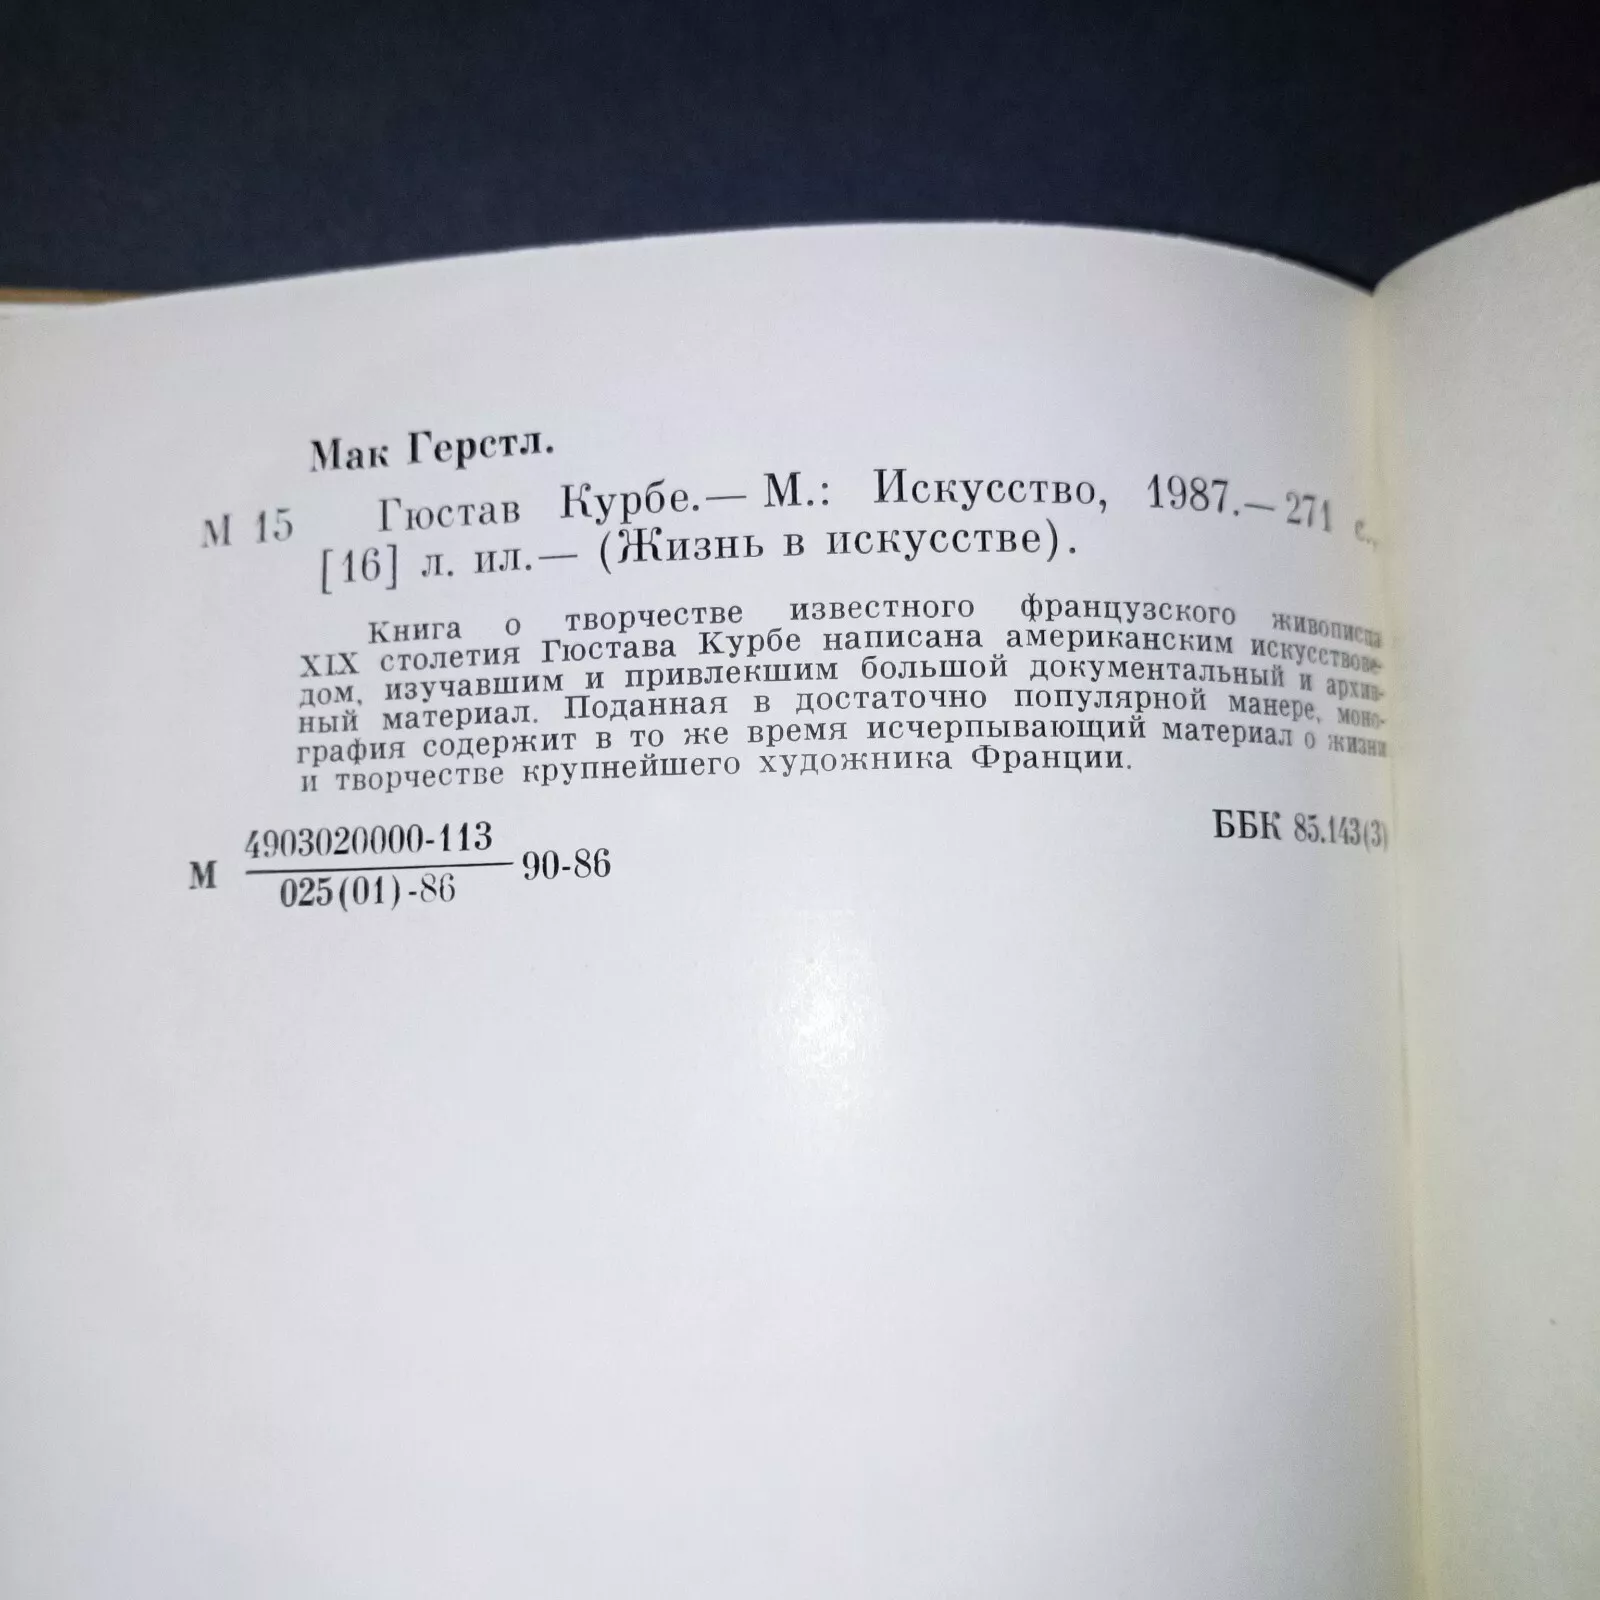 Мак Герстл.
М 15 Гюстав Курбе.— М.: Искусство, 1987.— 271 с.,
[16] л. ил.— (Жизнь в искусстве).
Книга о творчестве известного французского живописца
XIX столетия Гюстава Курбе написана американским искусствове-
дом, изучавшим и привлекшим большой документальный и архив-
ный материал. Поданная в достаточно популярной манере, моно-
графия содержит в то же время исчерпывающий материал о жизни
и творчестве крупнейшего художника Франции.
М 4903020000-113
025(01)-86
90-86
ББК 85.143(3)